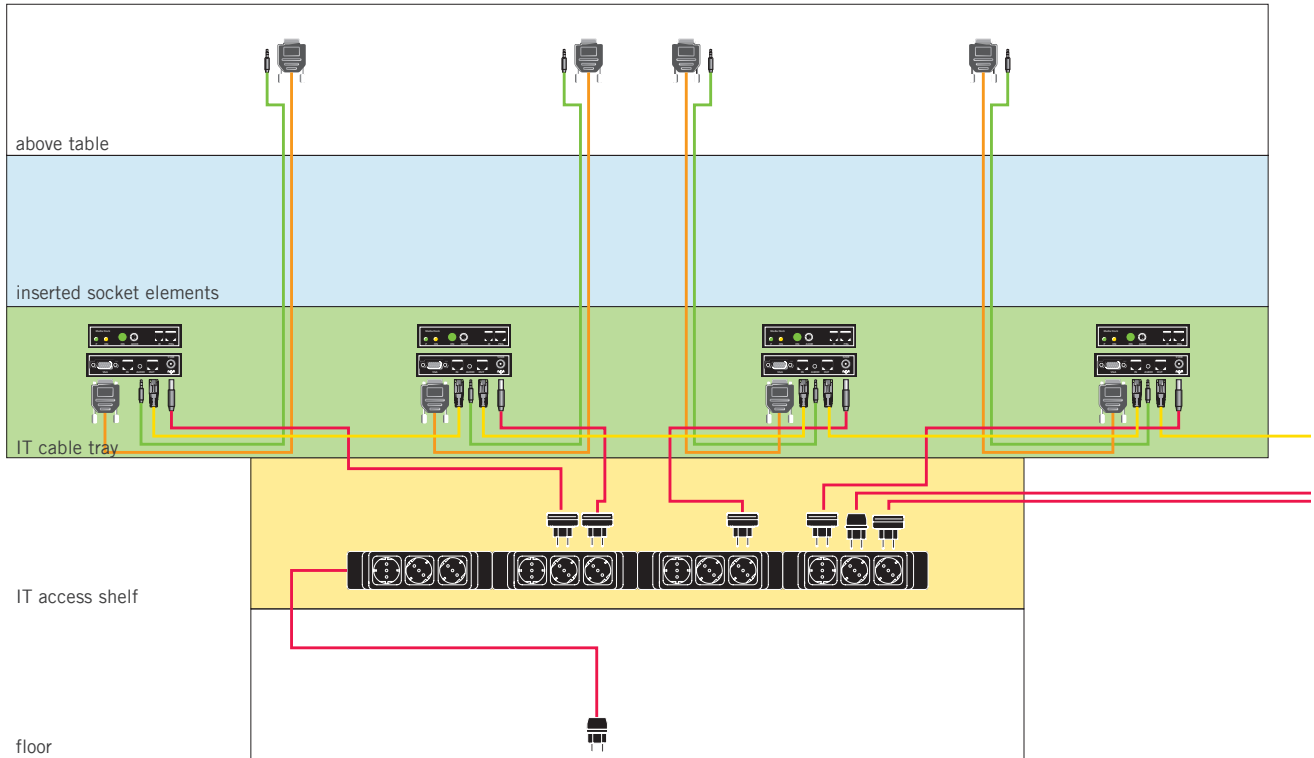 above table
inserted socket elements
IT cable tray
IT access shelf
floor